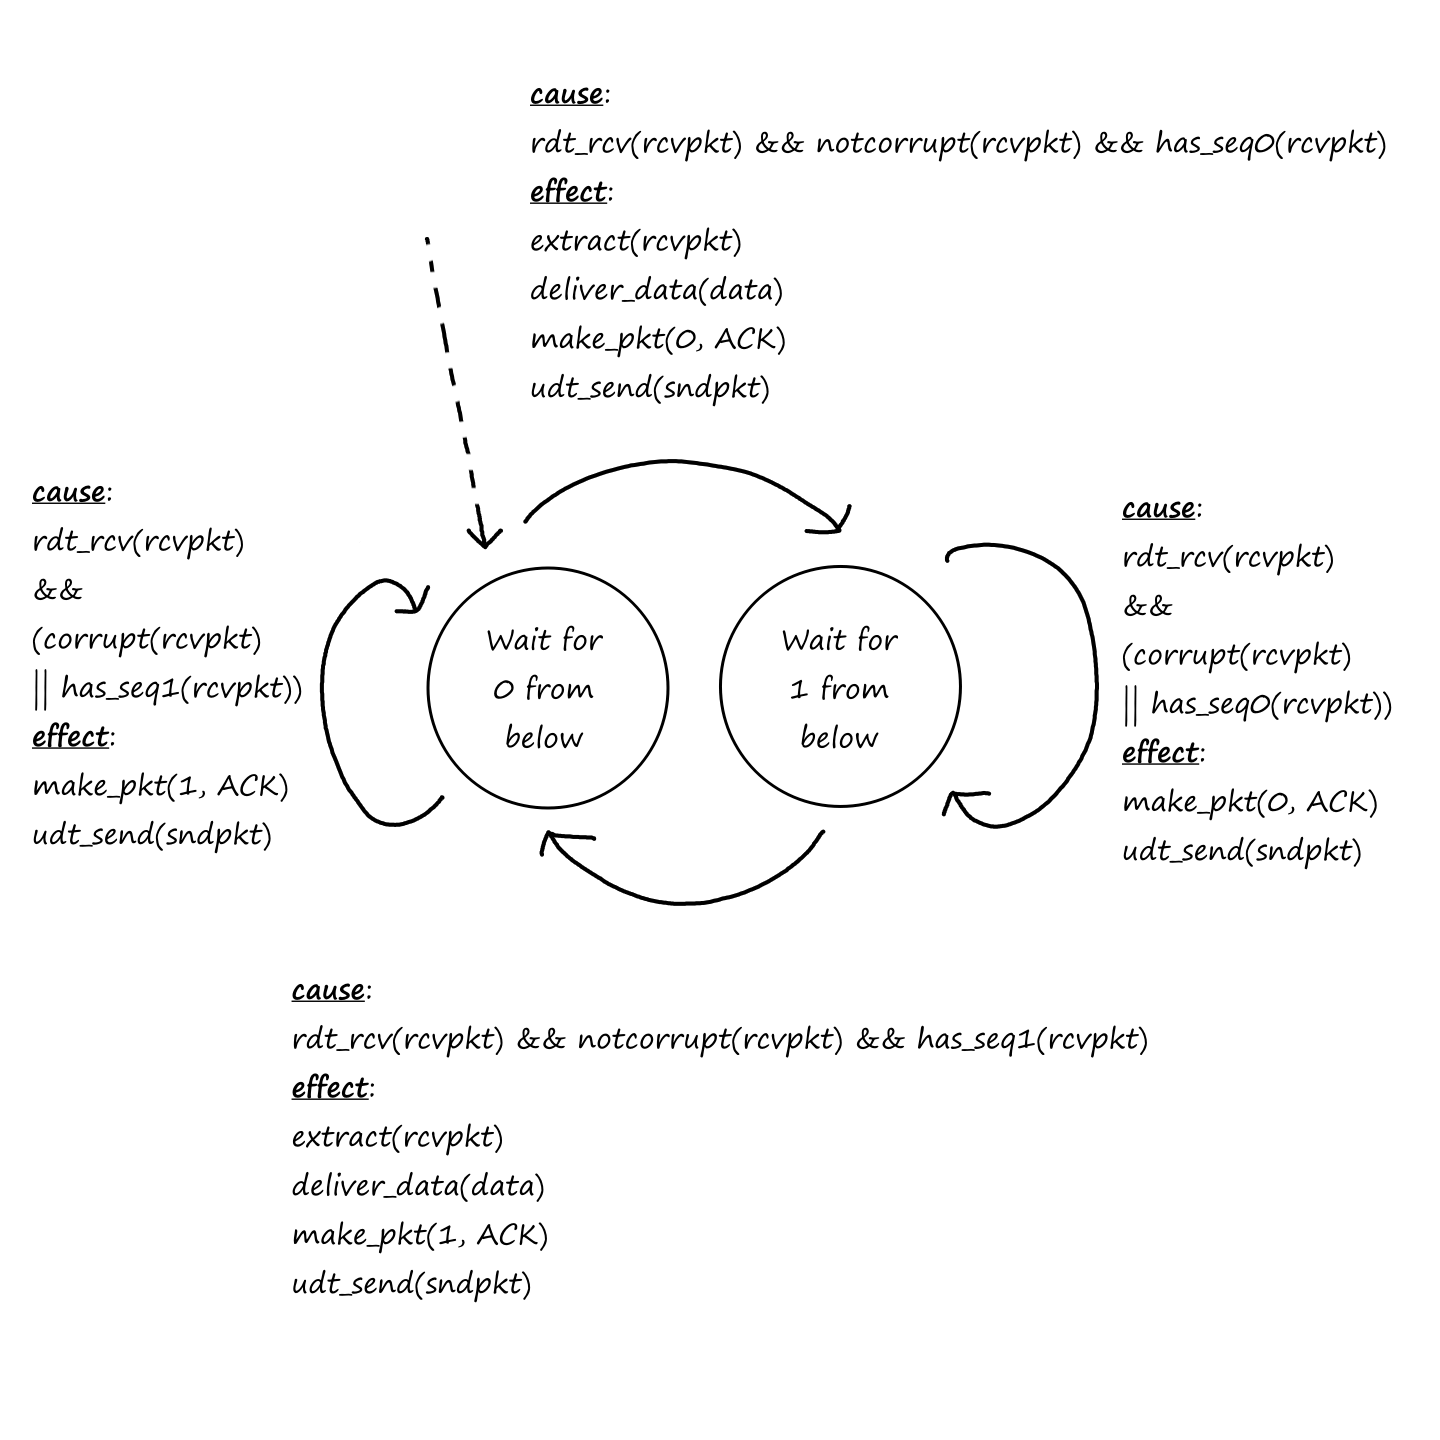 cause:
rdt_rcv(rcvpkt) && notcorrupt(rcvpkt) && has_seq0(rcvpkt)
effect:
extract(rcvpkt)
deliver_data(data)
make_pkt(0, ACK)
udt_send(sndpkt)
cause:
rdt_rcv(rcvpkt)
&&
(corrupt(rcvpkt)
|| has_seq1(rcvpkt))
effect:
make_pkt(1, ACK)
udt_send(sndpkt)
Wait for
0 from
below
Wait for
1 from
below
cause:
rdt_rcv(rcvpkt)
&&
(corrupt(rcvpkt)
|| has_seq0(rcvpkt))
effect:
make_pkt(0, ACK)
udt_send(sndpkt)
cause:
rdt_rcv(rcvpkt) && notcorrupt(rcvpkt) && has_seq1(rcvpkt)
effect:
extract(rcvpkt)
deliver_data(data)
make_pkt(1, ACK)
udt_send(sndpkt)